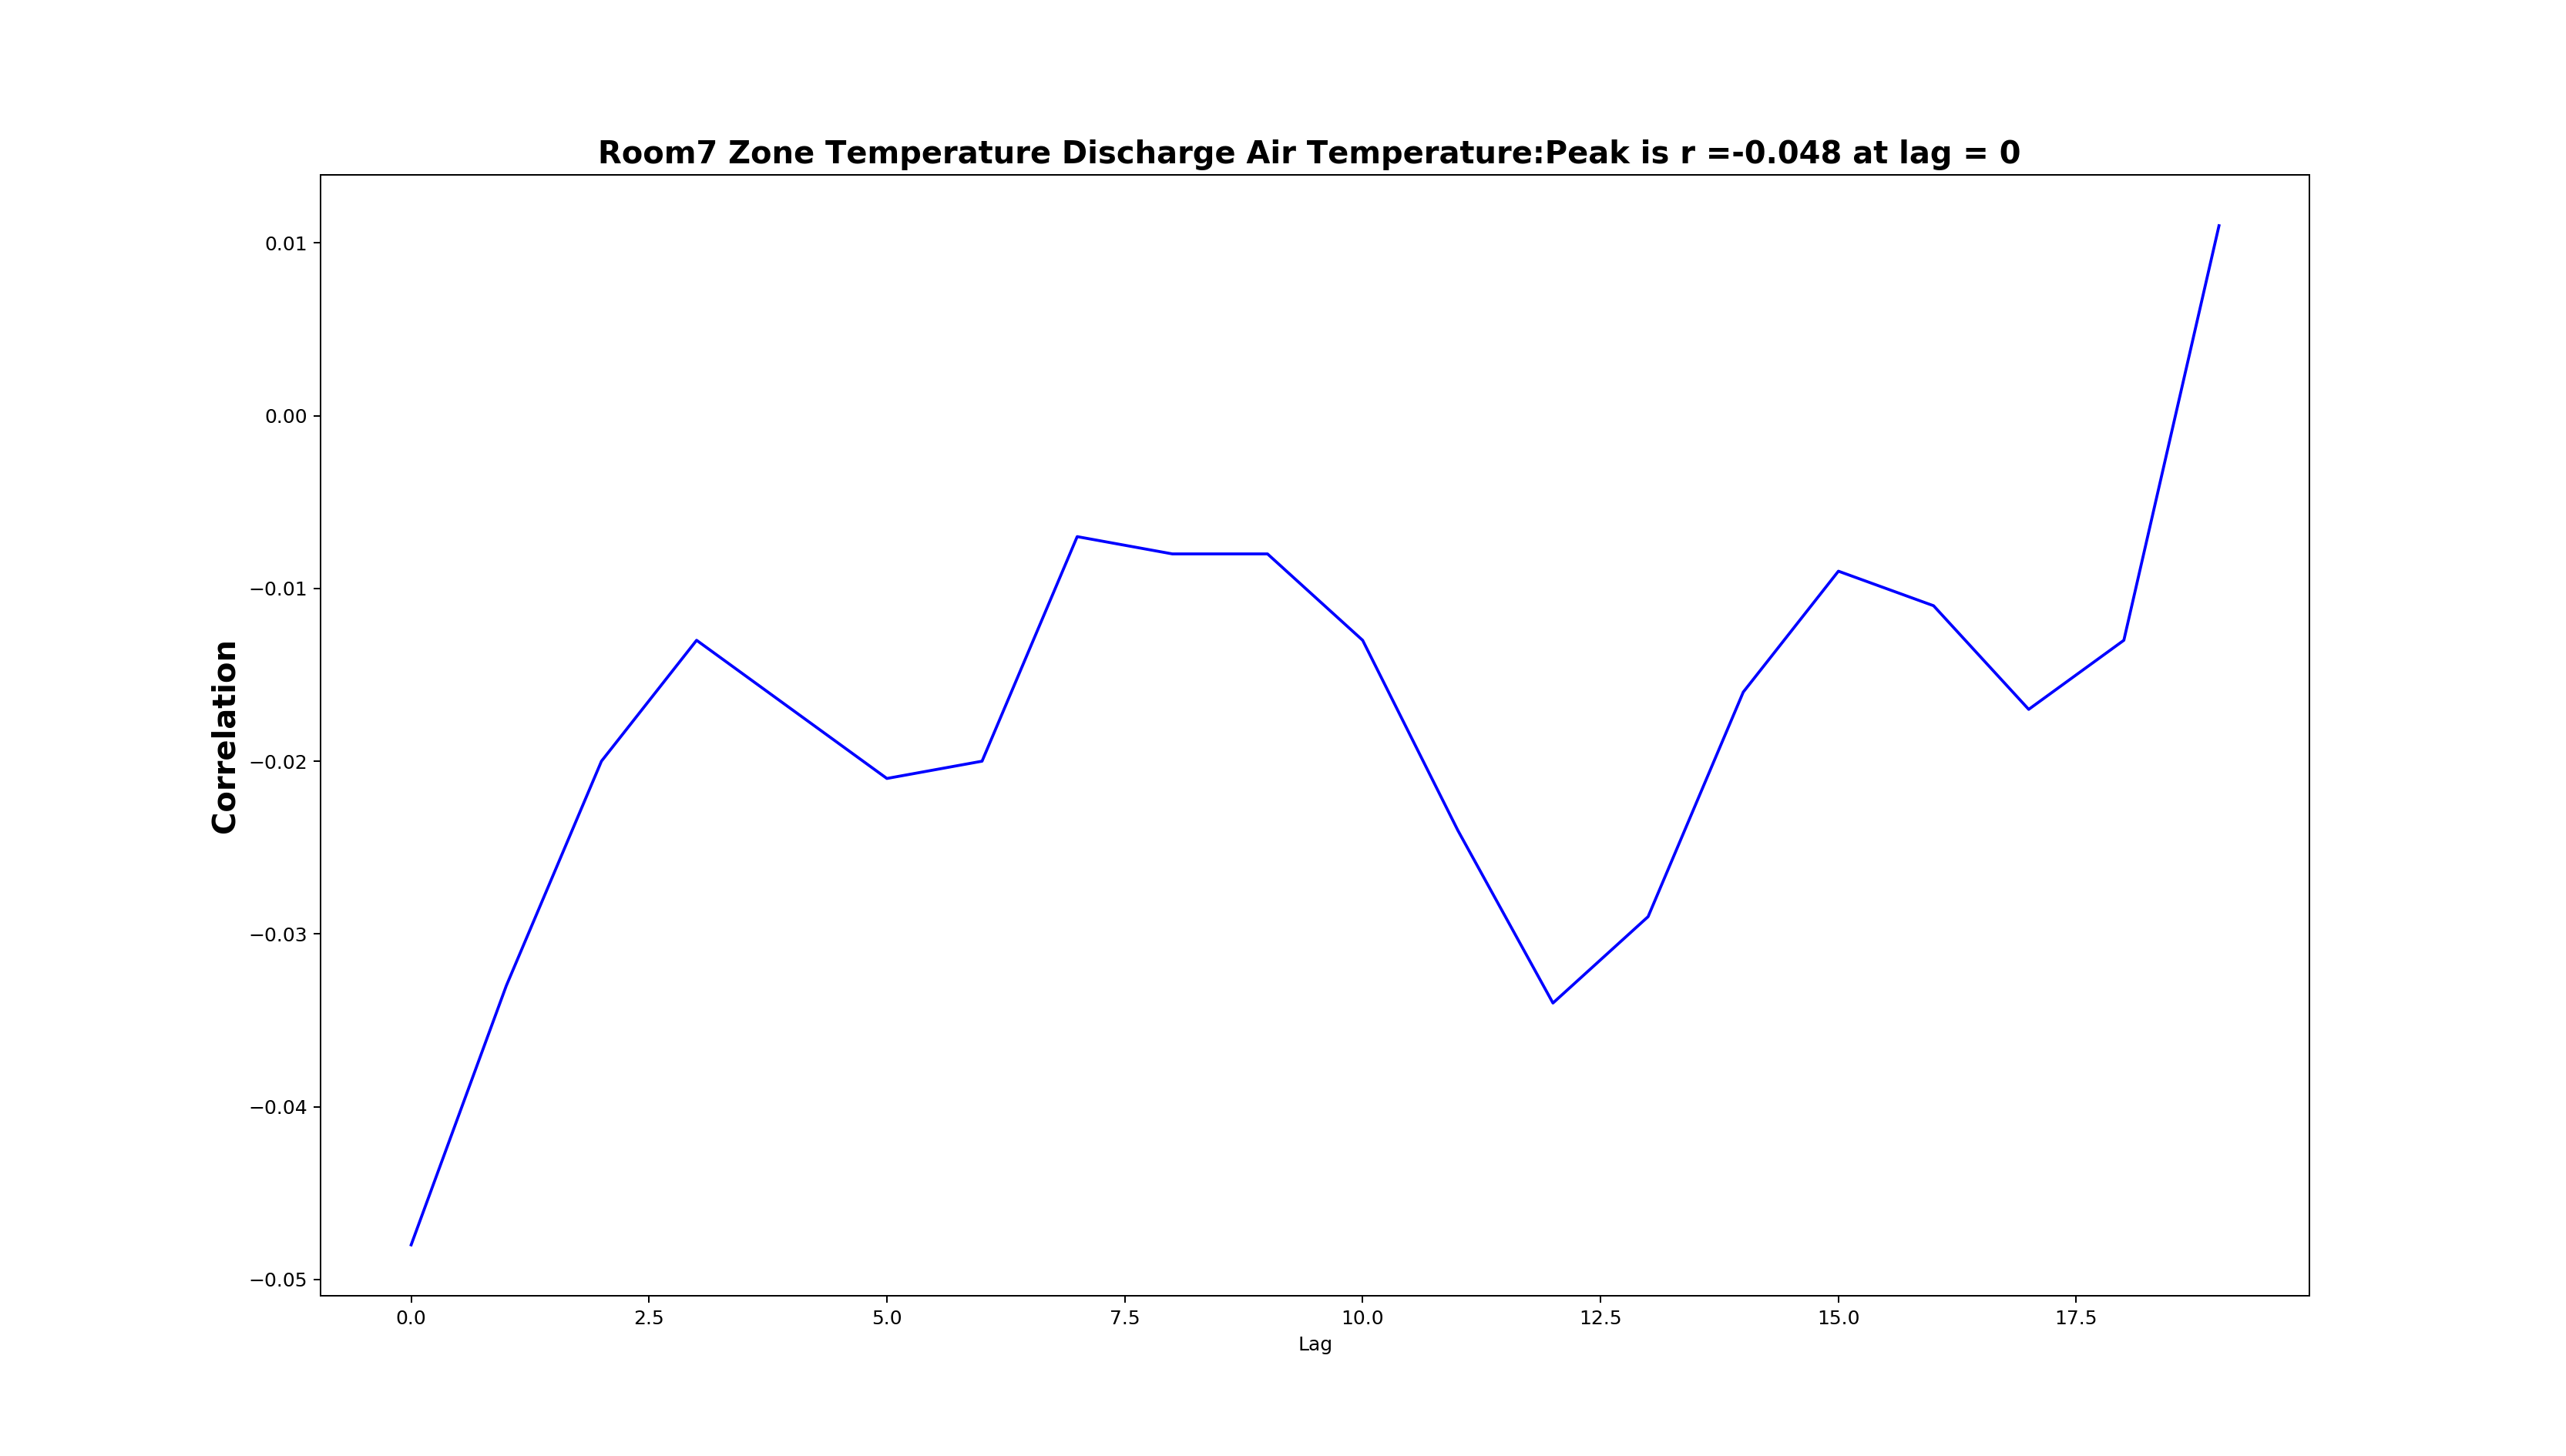 Room7 Zone Temperature Discharge Air Temperature:Peak is r =-0.048 at lag = 0
0.01
0.00
−0.01
−0.02
−0.03
−0.04
−0.05
Correlation
0.0 2.5 5.0 7.5 10.0 12.5 15.0 17.5
Lag